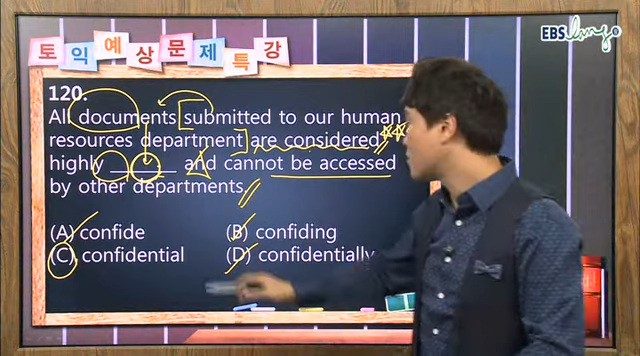 토익예상문제특강
EBSlang
120.
All documents submitted to our human
resources department are considered
highly ______ and cannot be accessed
by other departments.
(A) confide
(B) confiding
(C) confidential
(D) confidentially